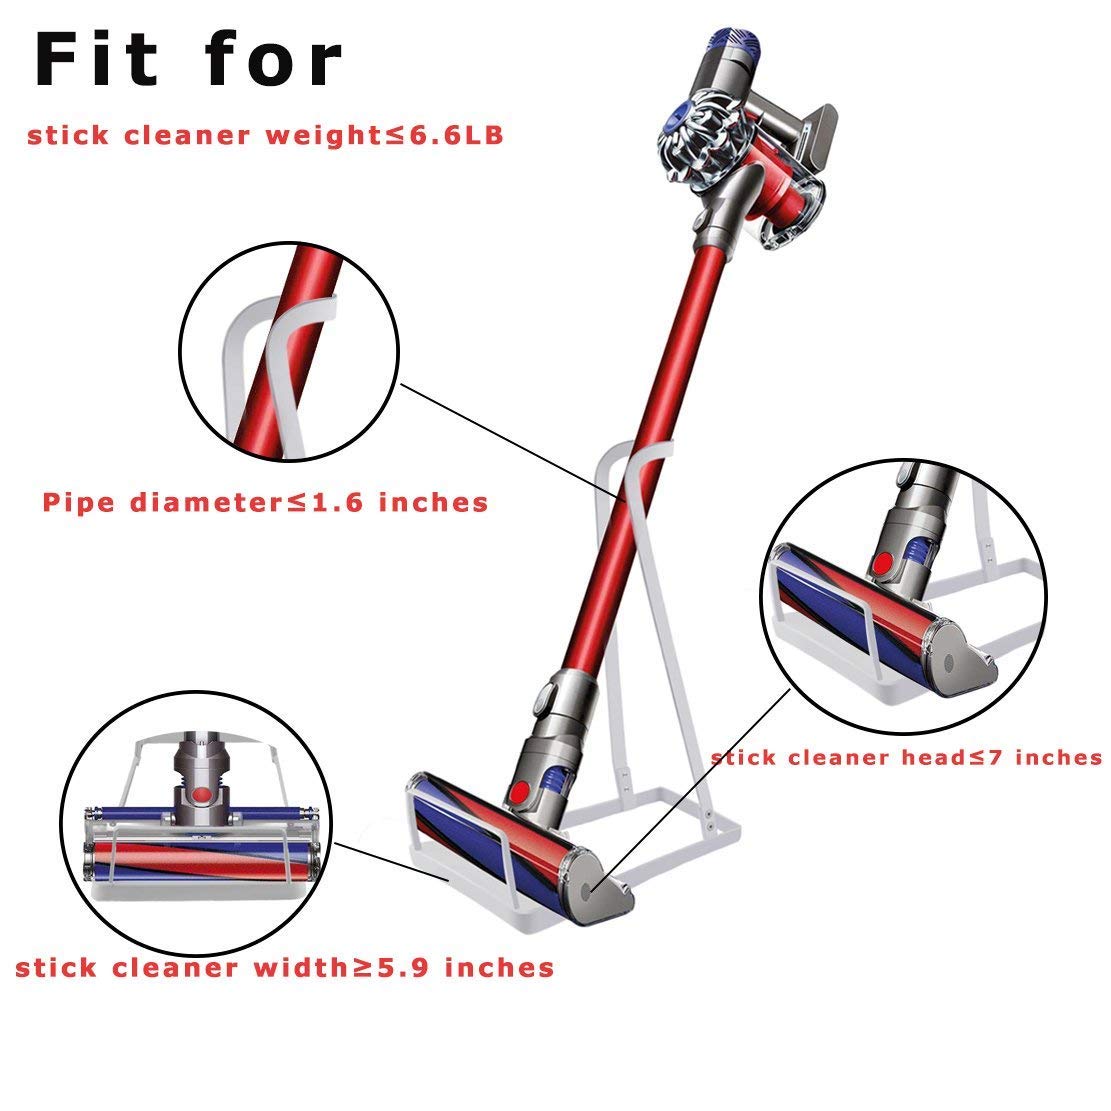 Fit for
stick cleaner weight≤6.6LB
Pipe diameter≤1.6 inches
stick cleaner head≤7 inches
stick cleaner width≥5.9 inches